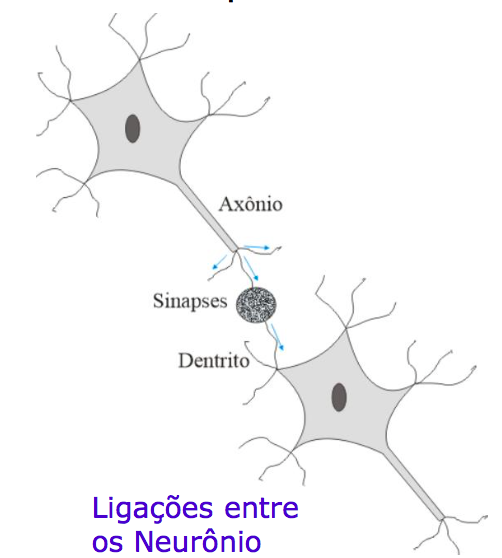 Axônio
Sinapses
Dentrito
Ligações entre
os Neurônio